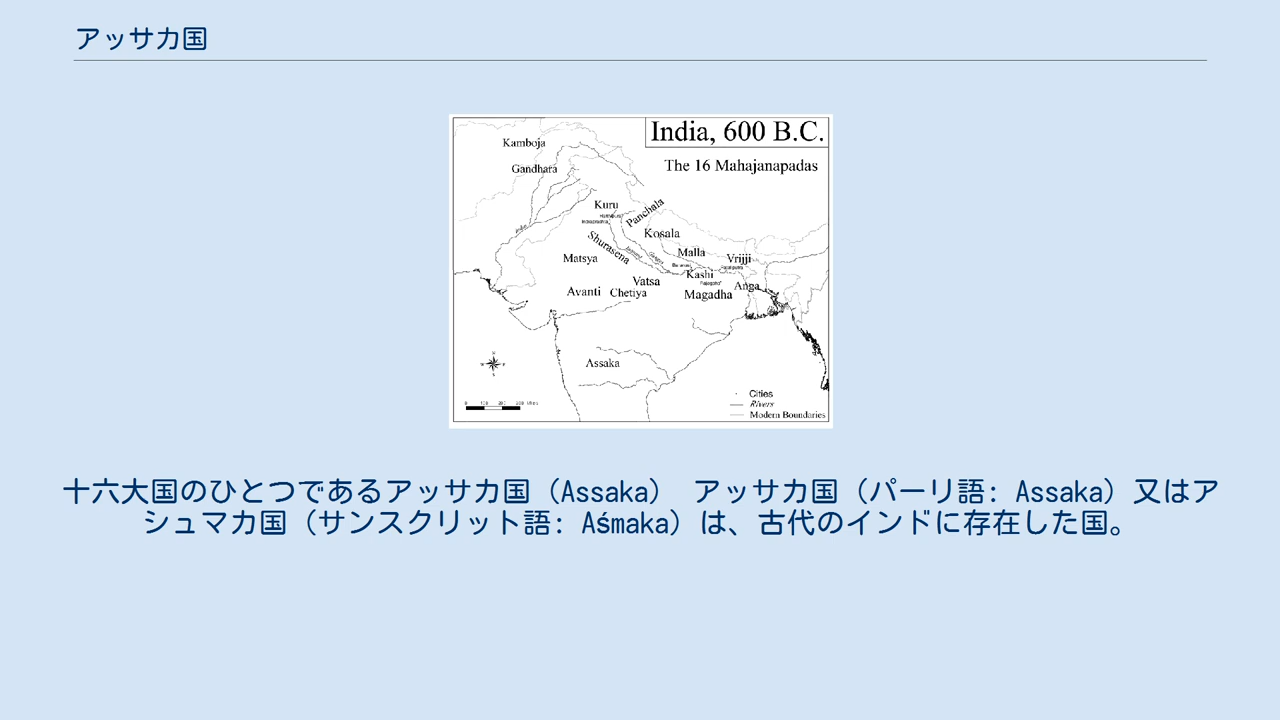 アッサカ国
India, 600 B.C.
The 16 Mahajanapadas
Kamboja
Gandhara
Kuru
Panchala
Kosala
Shurasena
Malla
Vrijji
Matsya
Kashi
Vatsa
Anga
Avanti
Chetiya
Magadha
Assaka
Cities
Rivers
Modern Boundaries
十六大国のひとつであるアッサカ国（Assaka） アッサカ国（パーリ語: Assaka）又はア
シュマカ国（サンスクリット語: Aśmaka）は、古代のインドに存在した国。